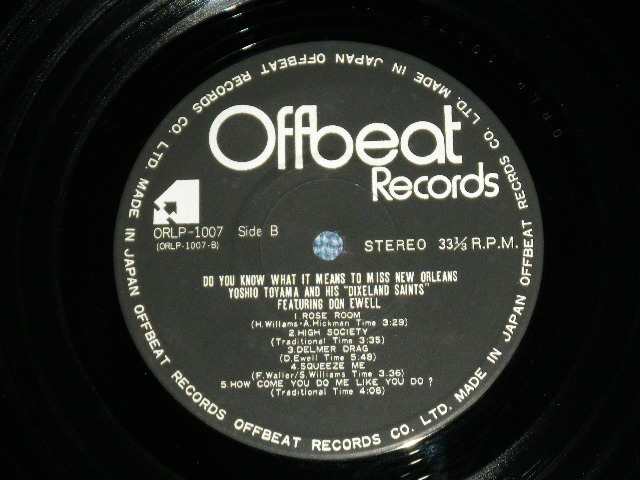 Offbeat
Records
ORLP-1007 Side B
(ORLP-1007-B)
STEREO 33⅓ R.P.M.
DO YOU KNOW WHAT IT MEANS TO MISS NEW ORLEANS
YOSHIO TOYAMA AND HIS "DIXELAND SAINTS"
FEATURING DON EWELL
1.ROSE ROOM
(H.Willams-A.Hickman Time 3:29)
2.HIGH SOCIETY
(Traditional Time 3:35)
3.DELMER DRAG
(D.Ewell Time 5:48)
4.SQUEEZE ME
(F.Waller/S.Williams Time 3:36)
5.HOW COME YOU DO ME LIKE YOU DO ?
(Traditional Time 4:06)
MADE IN JAPAN OFFBEAT RECORDS CO. LTD. MADE IN JAPAN OFFBEAT RECORDS CO. LTD. MADE IN JAPAN OFFBEAT RECORDS CO. LTD. MADE IN JAPAN OFFBEAT RECORDS CO. LTD.